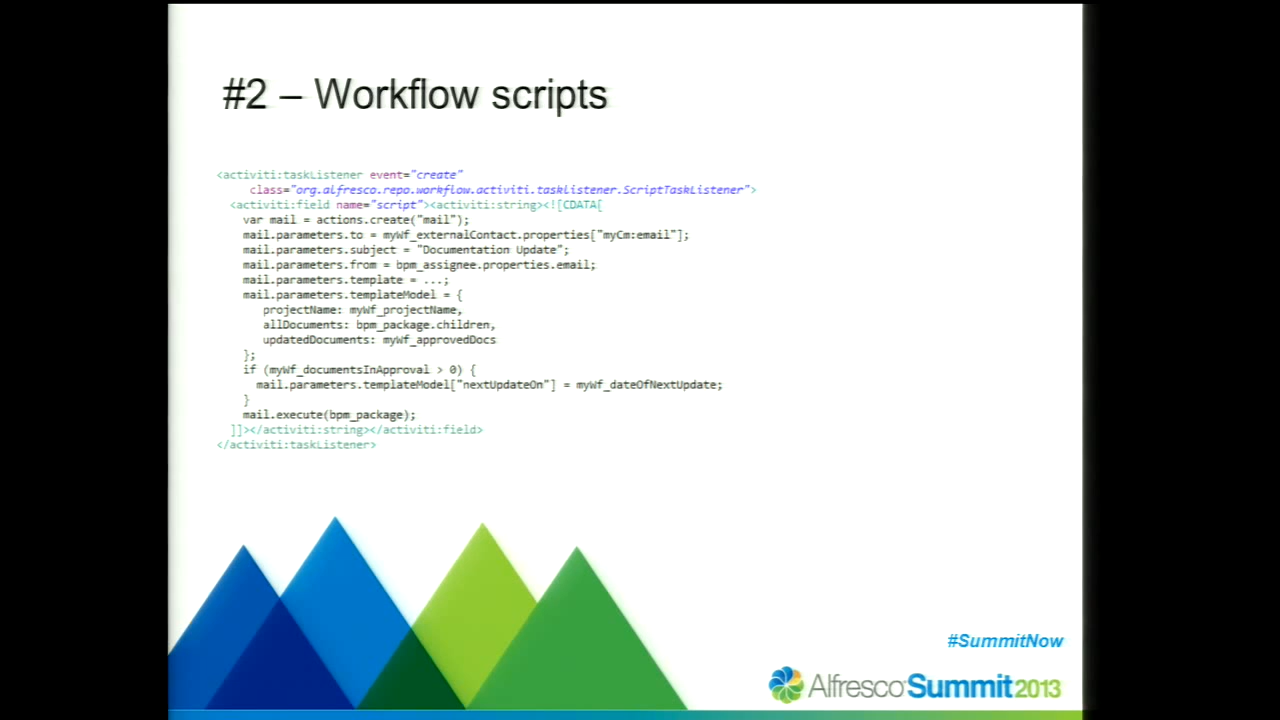 #2 – Workflow scripts
<activiti:taskListener event="create"
class="org.alfresco.repo.workflow.activiti.tasklistener.ScriptTaskListener">
<activiti:field name="script"><activiti:string><![CDATA[
var mail = actions.create("mail");
mail.parameters.to = myWf_externalContact.properties["myCm:email"];
mail.parameters.subject = "Documentation Update";
mail.parameters.from = bpm_assignee.properties.email;
mail.parameters.template = ...;
mail.parameters.templateModel = {
projectName: myWf_projectName,
allDocuments: bpm_package.children,
updatedDocuments: myWf_approvedDocs
};
if (myWf_documentsInApproval > 0) {
mail.parameters.templateModel["nextUpdateOn"] = myWf_dateOfNextUpdate;
}
mail.execute(bpm_package);
]]></activiti:string></activiti:field>
</activiti:taskListener>
#SummitNow
Alfresco Summit 2013